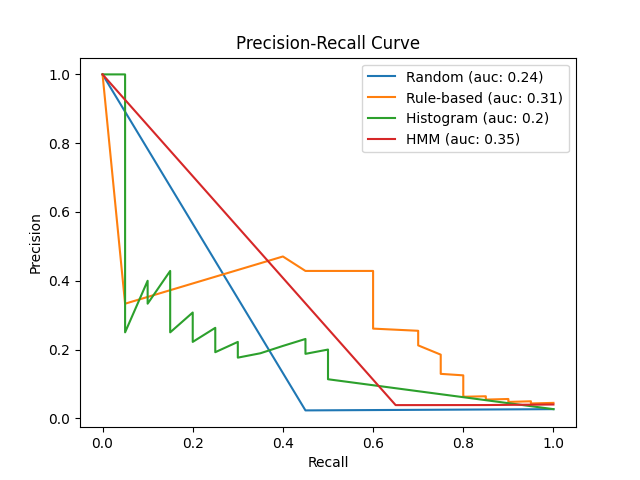 Precision-Recall Curve
Random (auc: 0.24)
Rule-based (auc: 0.31)
Histogram (auc: 0.2)
HMM (auc: 0.35)
Precision
1.0
0.8
0.6
0.4
0.2
0.0
0.0 0.2 0.4 0.6 0.8 1.0
Recall